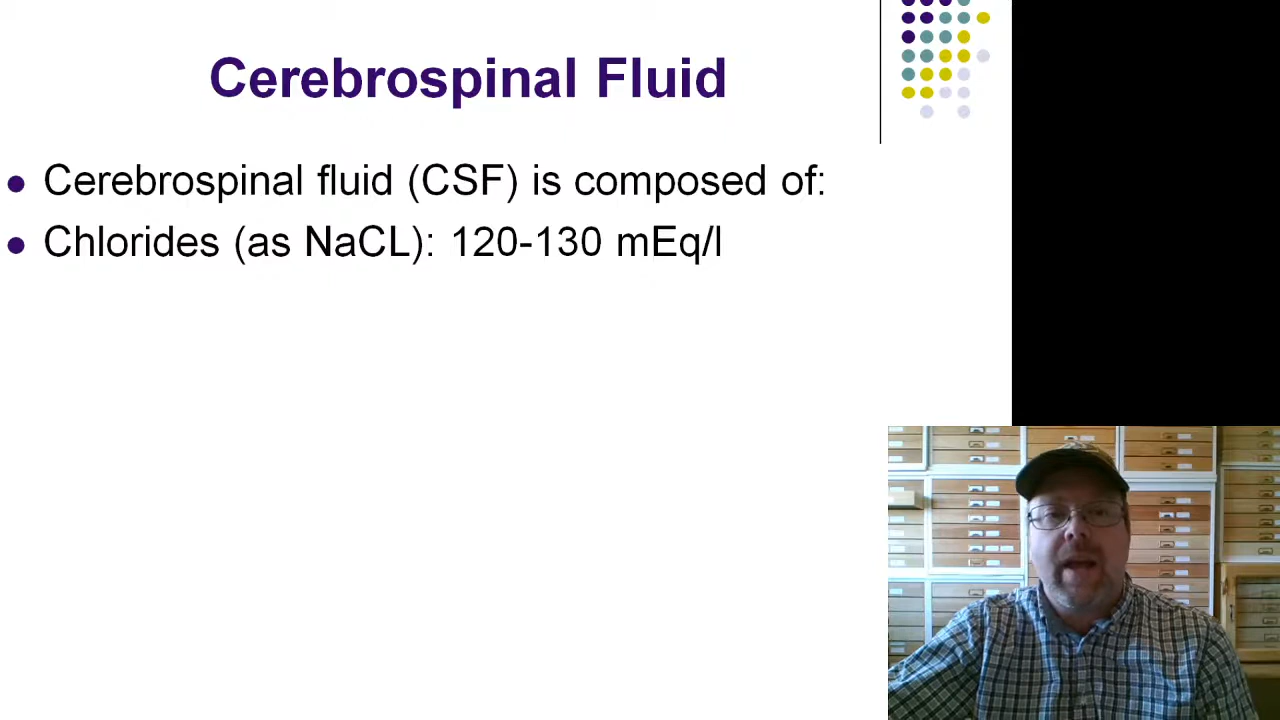 Cerebrospinal Fluid
Cerebrospinal fluid (CSF) is composed of:
Chlorides (as NaCL): 120-130 mEq/l